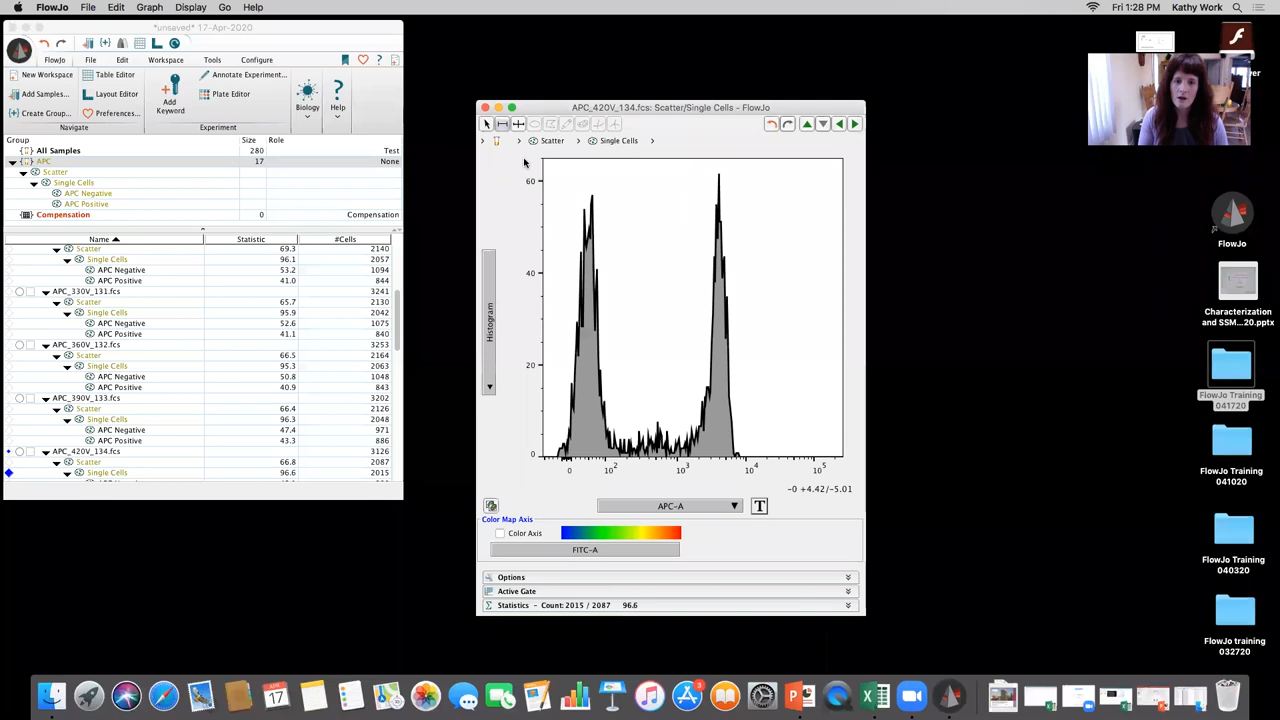 FlowJo File Edit Graph Display Go Help Fri 1:28 PM Kathy Work
*unsaved* 17-Apr-2020
FlowJo File Edit Workspace Tools Configure
New Workspace Table Editor Annotate Experiment...
Add Samples... Layout Editor Plate Editor
Create Group... Preferences...
Add Keyword
Biology
Help
Navigate Experiment
Group Size Role
All Samples 280 Test
APC 17 None
Scatter
Single Cells
APC Negative
APC Positive
Compensation 0 Compensation
Name Statistic #Cells
Scatter 69.3 2140
Single Cells 96.1 2057
APC Negative 53.2 1094
APC Positive 41.0 844
APC_330V_131.fcs 3241
Scatter 65.7 2130
Single Cells 95.9 2042
APC Negative 52.6 1075
APC Positive 41.1 840
APC_360V_132.fcs 3253
Scatter 66.5 2164
Single Cells 95.3 2063
APC Negative 50.8 1048
APC Positive 40.9 843
APC_390V_133.fcs 3202
Scatter 66.4 2126
Single Cells 96.3 2048
APC Negative 47.4 971
APC Positive 43.3 886
APC_420V_134.fcs 3126
Scatter 66.8 2087
Single Cells 96.6 2015
APC_420V_134.fcs: Scatter/Single Cells - FlowJo
Scatter Single Cells
60
40
20
0
0 10² 10³ 10⁴ 10⁵
Histogram
-0 +4.42/-5.01
APC-A T
Color Map Axis
Color Axis
FITC-A
Options
Active Gate
Statistics - Count: 2015 / 2087 96.6
FlowJo
Characterization and SSM...20.pptx
FlowJo Training 041720
FlowJo Training 041020
FlowJo Training 040320
FlowJo training 032720
APR
17